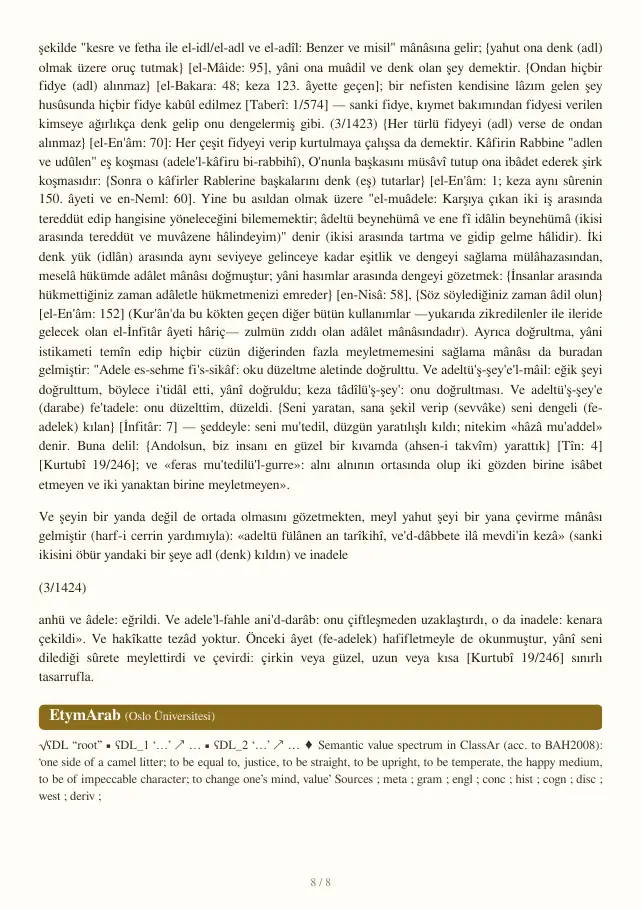 şekilde "kesre ve fetha ile el-idl/el-adl ve el-adîl: Benzer ve misil" mânâsına gelir; {yahut ona denk (adl)
olmak üzere oruç tutmak} [el-Mâide: 95], yâni ona muâdil ve denk olan şey demektir. {Ondan hiçbir
fidye (adl) alınmaz} [el-Bakara: 48; keza 123. âyette geçen]; bir nefisten kendisine lâzım gelen şey
husûsunda hiçbir fidye kabûl edilmez [Taberî: 1/574] — sanki fidye, kıymet bakımından fidyesi verilen
kimseye ağırlıkça denk gelip onu dengelermiş gibi. (3/1423) {Her türlü fidyeyi (adl) verse de ondan
alınmaz} [el-En'âm: 70]: Her çeşit fidyeyi verip kurtulmaya çalışsa da demektir. Kâfirin Rabbine "adlen
ve udûlen" eş koşması (adele'l-kâfiru bi-rabbihî), O'nunla başkasını müsâvî tutup ona ibâdet ederek şirk
koşmasıdır: {Sonra o kâfirler Rablerine başkalarını denk (eş) tutarlar} [el-En'âm: 1; keza aynı sûrenin
150. âyeti ve en-Neml: 60]. Yine bu asıldan olmak üzere "el-muâdele: Karşıya çıkan iki iş arasında
tereddüt edip hangisine yöneleceğini bilememektir; âdeltü beynehümâ ve ene fî idâlin beynehümâ (ikisi
arasında tereddüt ve muvâzene hâlindeyim)" denir (ikisi arasında tartma ve gidip gelme hâlidir). İki
denk yük (idlân) arasında aynı seviyeye gelinceye kadar eşitlik ve dengeyi sağlama mülâhazasından,
meselâ hükümde adâlet mânâsı doğmuştur; yâni hasımlar arasında dengeyi gözetmek: {İnsanlar arasında
hükmettiğiniz zaman adâletle hükmetmenizi emreder} [en-Nisâ: 58], {Söz söylediğiniz zaman âdil olun}
[el-En'âm: 152] (Kur'ân'da bu kökten geçen diğer bütün kullanımlar —yukarıda zikredilenler ile ileride
gelecek olan el-İnfitâr âyeti hâriç— zulmün zıddı olan adâlet mânâsındadır). Ayrıca doğrultma, yâni
istikameti temîn edip hiçbir cüzün diğerinden fazla meyletmemesini sağlama mânâsı da buradan
gelmiştir: "Adele es-sehme fi's-sikâf: oku düzeltme aletinde doğrulttu. Ve adeltü'ş-şey'e'l-mâil: eğik şeyi
doğrulttum, böylece i'tidâl etti, yânî doğruldu; keza tâdîlü'ş-şey': onu doğrultması. Ve adeltü'ş-şey'e
(darabe) fe'tadele: onu düzelttim, düzeldi. {Seni yaratan, sana şekil verip (sevvâke) seni dengeli (fe-
adelek) kılan} [İnfitâr: 7] — şeddeyle: seni mu'tedil, düzgün yaratılışlı kıldı; nitekim «hâzâ mu'addel»
denir. Buna delil: {Andolsun, biz insanı en güzel bir kıvamda (ahsen-i takvîm) yarattık} [Tîn: 4]
[Kurtubî 19/246]; ve «feras mu'tedilü'l-gurre»: alnı alnının ortasında olup iki gözden birine isâbet
etmeyen ve iki yanaktan birine meyletmeyen».
Ve şeyin bir yanda değil de ortada olmasını gözetmekten, meyl yahut şeyi bir yana çevirme mânâsı
gelmiştir (harf-i cerrin yardımıyla): «adeltü fülânen an tarîkihî, ve'd-dâbbete ilâ mevdi'in kezâ» (sanki
ikisini öbür yandaki bir şeye adl (denk) kıldın) ve inadele
(3/1424)
anhü ve âdele: eğrildi. Ve adele'l-fahle ani'd-darâb: onu çiftleşmeden uzaklaştırdı, o da inadele: kenara
çekildi». Ve hakîkatte tezâd yoktur. Önceki âyet (fe-adelek) hafifletmeyle de okunmuştur, yânî seni
dilediği sûrete meylettirdi ve çevirdi: çirkin veya güzel, uzun veya kısa [Kurtubî 19/246] sınırlı
tasarrufla.
EtymArab (Oslo Üniversitesi)
√ʕDL “root” ▪ ʕDL_1 ‘…’ ↗ … ▪ ʕDL_2 ‘…’ ↗ … ♦ Semantic value spectrum in ClassAr (acc. to BAH2008):
‘one side of a camel litter; to be equal to, justice, to be straight, to be upright, to be temperate, the happy medium,
to be of impeccable character; to change one’s mind, value’ Sources ; meta ; gram ; engl ; conc ; hist ; cogn ; disc ;
west ; deriv ;
8 / 8